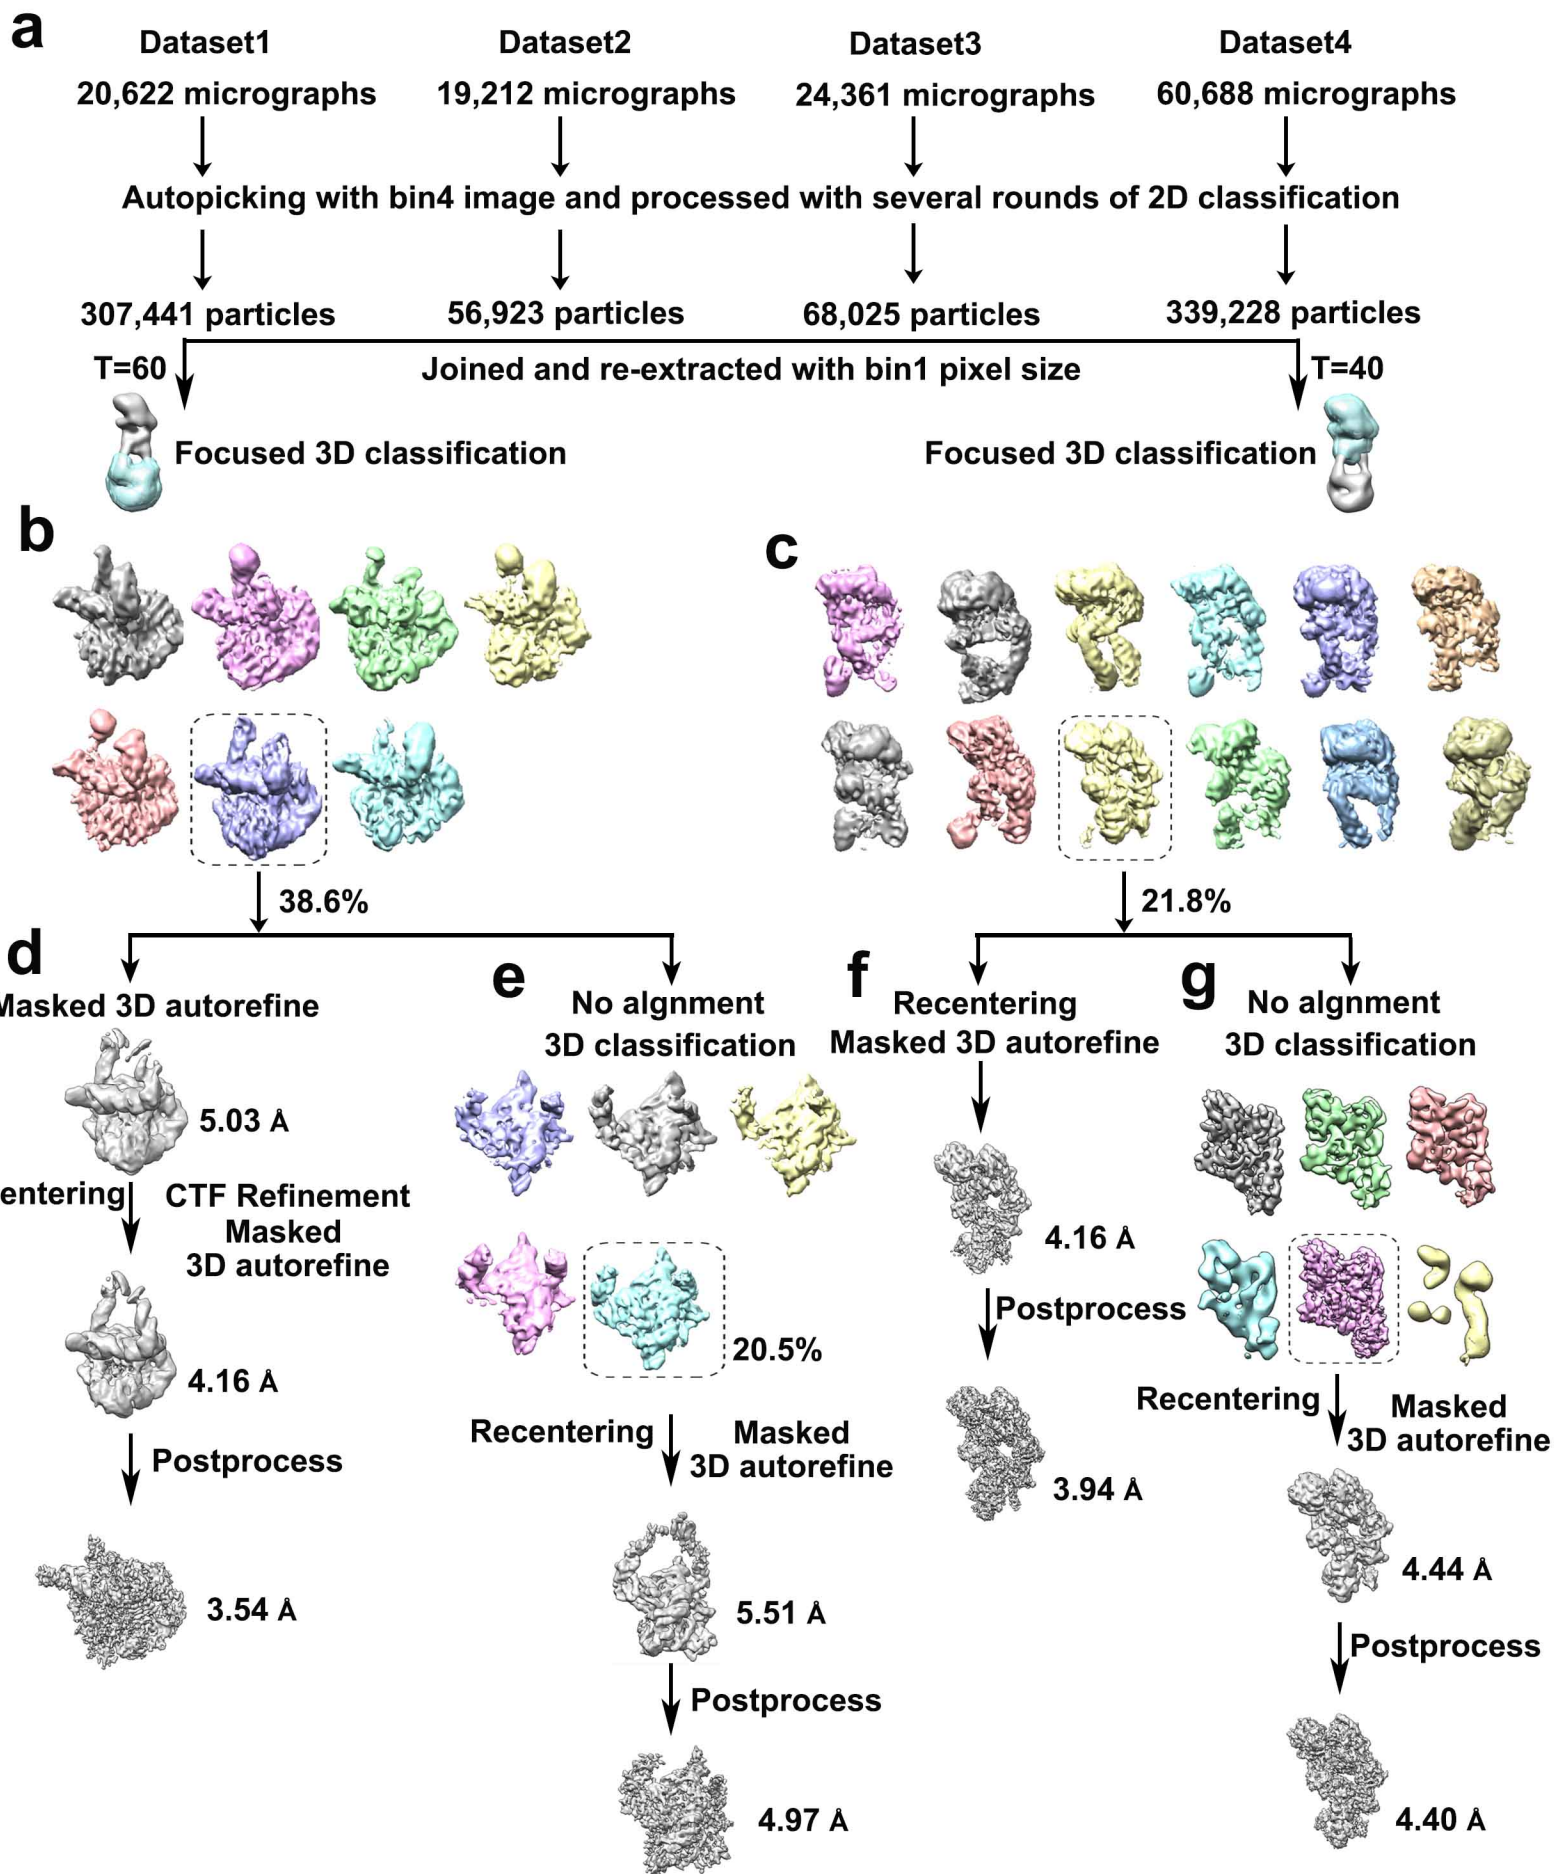 a
Dataset1 Dataset2 Dataset3 Dataset4
20,622 micrographs 19,212 micrographs 24,361 micrographs 60,688 micrographs
Autopicking with bin4 image and processed with several rounds of 2D classification
307,441 particles 56,923 particles 68,025 particles 339,228 particles
T=60 Joined and re-extracted with bin1 pixel size T=40
Focused 3D classification Focused 3D classification
b
c
38.6%
21.8%
d
Masked 3D autorefine
5.03 Å
entering CTF Refinement
Masked
3D autorefine
4.16 Å
Postprocess
3.54 Å
e
No algnment
3D classification
20.5%
Recentering Masked
3D autorefine
5.51 Å
Postprocess
4.97 Å
f
Recentering
Masked 3D autorefine
4.16 Å
Postprocess
3.94 Å
g
No algnment
3D classification
Recentering Masked
3D autorefine
4.44 Å
Postprocess
4.40 Å